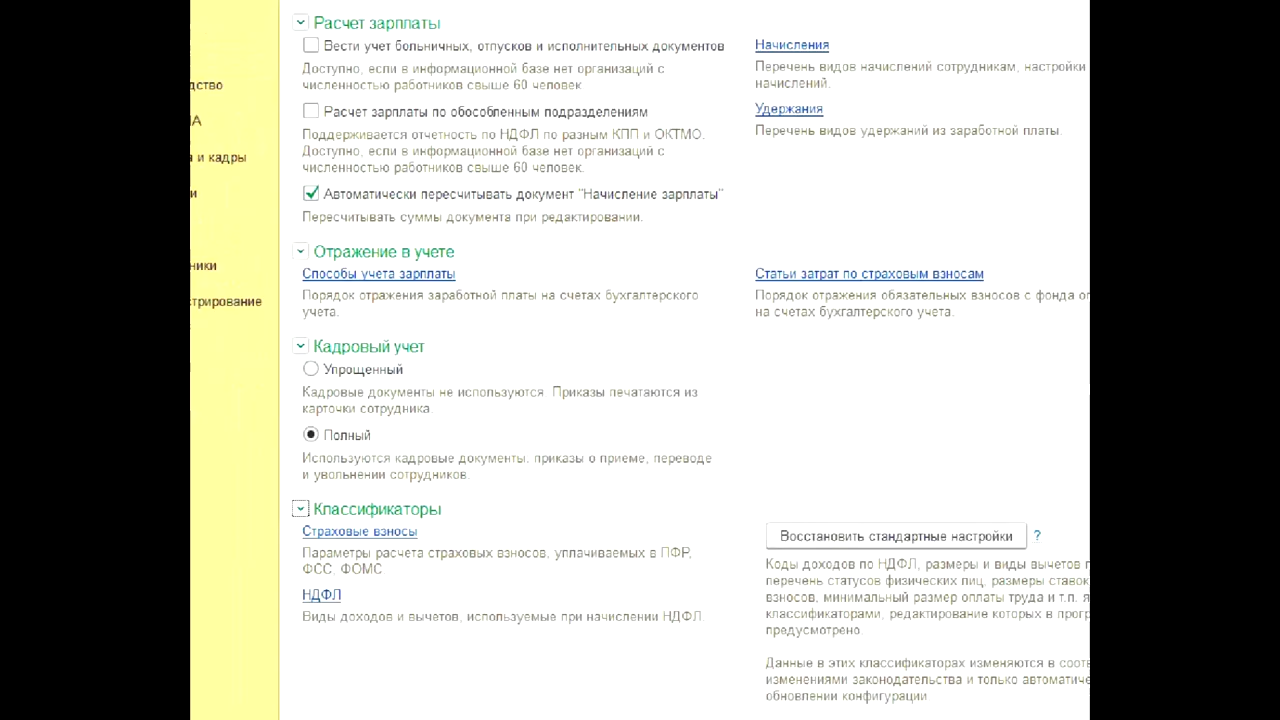 дство
и кадры
и
ники
Расчет зарплаты
Вести учет больничных, отпусков и исполнительных документов
Доступно, если в информационной базе нет организаций с
численностью работников свыше 60 человек
Расчет зарплаты по обособленным подразделениям
Поддерживается отчетность по НДФЛ по разным КПП и ОКТМО.
Доступно, если в информационной базе нет организаций с
численностью работников свыше 60 человек.
Автоматически пересчитывать документ "Начисление зарплаты"
Пересчитывать суммы документа при редактировании.
Начисления
Перечень видов начислений сотрудникам, настройки
начислений.
Удержания
Перечень видов удержаний из заработной платы.
Отражение в учете
Способы учета зарплаты
Порядок отражения заработной платы на счетах бухгалтерского
учета.
Статьи затрат по страховым взносам
Порядок отражения обязательных взносов с фонда
на счетах бухгалтерского учета.
Кадровый учет
Упрощенный
Кадровые документы не используются. Приказы печатаются из
карточки сотрудника.
Полный
Используются кадровые документы: приказы о приеме, переводе
и увольнении сотрудников.
Классификаторы
Страховые взносы
Параметры расчета страховых взносов, уплачиваемых в ПФР,
ФСС, ФОМС
НДФЛ
Виды доходов и вычетов, используемые при начислении НДФЛ
Восстановить стандартные настройки ?
Коды доходов по НДФЛ, размеры и виды вычетов
перечень статусов физических лиц, размеры ставок
взносов, минимальный размер оплаты труда и т.п.
классификаторами, редактирование которых в
предусмотрено.
Данные в этих классификаторах изменяются в
изменениями законодательства и только
обновлении конфигурации